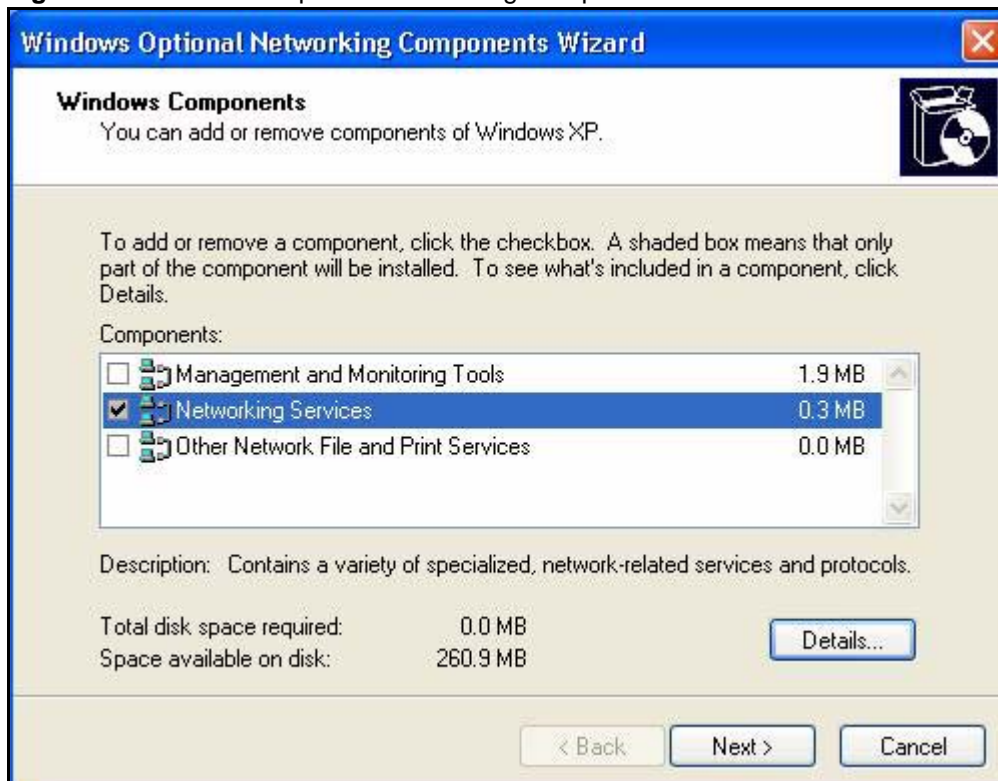 Windows Optional Networking Components Wizard
Windows Components
You can add or remove components of Windows XP.
To add or remove a component, click the checkbox. A shaded box means that only
part of the component will be installed. To see what's included in a component, click
Details.
Components:
Management and Monitoring Tools 1.9 MB
Networking Services 0.3 MB
Other Network File and Print Services 0.0 MB
Description: Contains a variety of specialized, network-related services and protocols.
Total disk space required: 0.0 MB
Space available on disk: 260.9 MB
Details...
< Back
Next >
Cancel